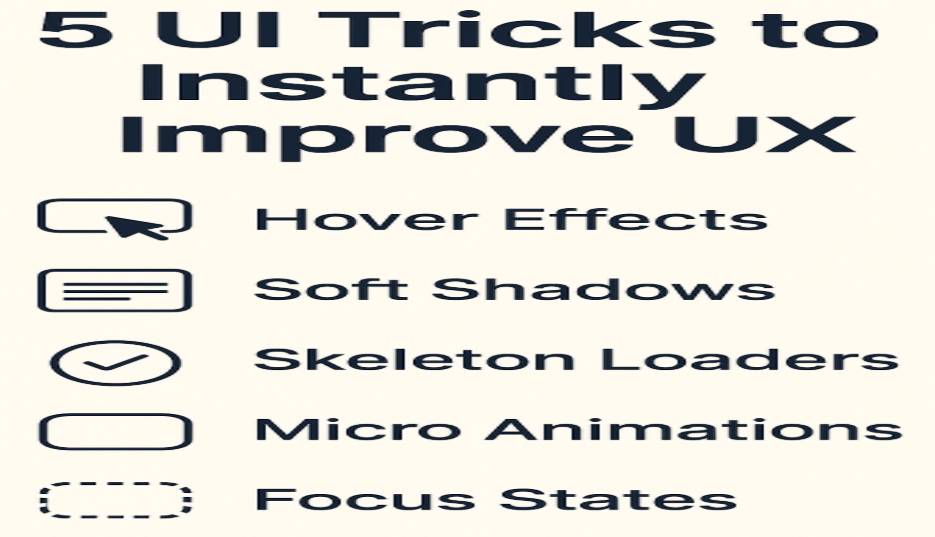 5 UI Tricks to
Instantly
Improve UX
Hover Effects
Soft Shadows
Skeleton Loaders
Micro Animations
Focus States